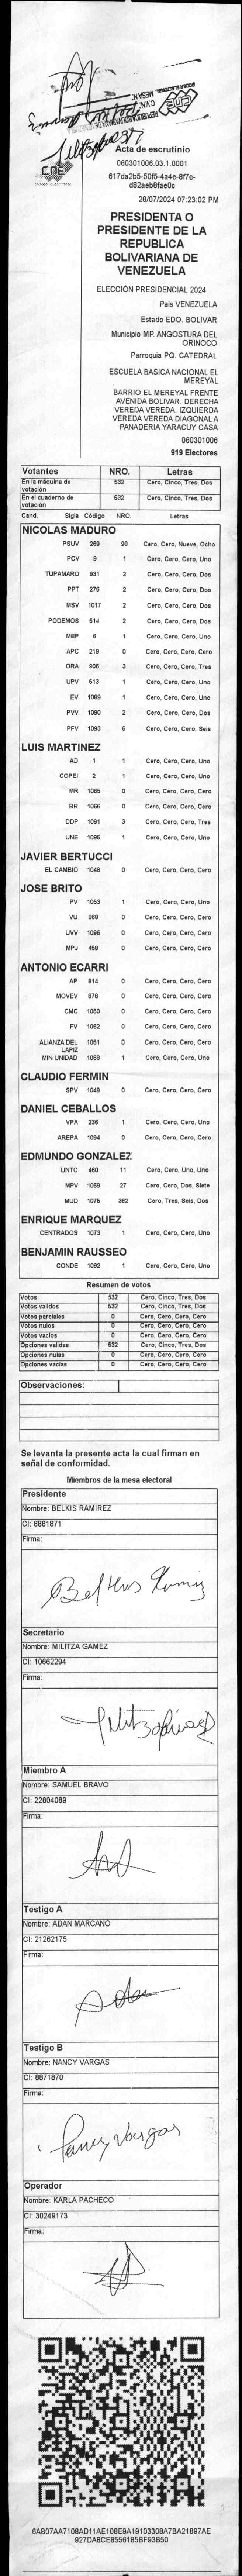 CNE
Acta de escrutinio
060301006.03.1.0001
617da2b5-50f5-4a4e-8f7e-
d82aeb8fae0c
28/07/2024 07:23:02 PM
PRESIDENTA O
PRESIDENTE DE LA
REPUBLICA
BOLIVARIANA DE
VENEZUELA
ELECCIÓN PRESIDENCIAL 2024
Pais VENEZUELA
Estado EDO. BOLIVAR
Municipio MP. ANGOSTURA DEL
ORINOCO
Parroquia PQ. CATEDRAL
ESCUELA BASICA NACIONAL EL
MEREYAL
BARRIO EL MEREYAL FRENTE
AVENIDA BOLIVAR. DERECHA
VEREDA VEREDA. IZQUIERDA
VEREDA VEREDA DIAGONAL A
PANADERIA YARACUY CASA
060301006
919 Electores
Votantes NRO. Letras
En la máquina de votación 532 Cero, Cinco, Tres, Dos
En el cuaderno de votación 532 Cero, Cinco, Tres, Dos
Cand. Sigla Código NRO. Letras
NICOLAS MADURO
PSUV 269 98 Cero, Cero, Nueve, Ocho
PCV 9 1 Cero, Cero, Cero, Uno
TUPAMARO 931 2 Cero, Cero, Cero, Dos
PPT 276 2 Cero, Cero, Cero, Dos
MSV 1017 2 Cero, Cero, Cero, Dos
PODEMOS 514 2 Cero, Cero, Cero, Dos
MEP 6 1 Cero, Cero, Cero, Uno
APC 219 0 Cero, Cero, Cero, Cero
ORA 906 3 Cero, Cero, Cero, Tres
UPV 513 1 Cero, Cero, Cero, Uno
EV 1089 1 Cero, Cero, Cero, Uno
PVV 1090 2 Cero, Cero, Cero, Dos
PFV 1093 6 Cero, Cero, Cero, Seis
LUIS MARTINEZ
AD 1 1 Cero, Cero, Cero, Uno
COPEI 2 1 Cero, Cero, Cero, Uno
MR 1065 0 Cero, Cero, Cero, Cero
BR 1066 0 Cero, Cero, Cero, Cero
DDP 1091 3 Cero, Cero, Cero, Tres
UNE 1095 1 Cero, Cero, Cero, Uno
JAVIER BERTUCCI
EL CAMBIO 1048 0 Cero, Cero, Cero, Cero
JOSE BRITO
PV 1053 1 Cero, Cero, Cero, Uno
VU 868 0 Cero, Cero, Cero, Cero
UVV 1096 0 Cero, Cero, Cero, Cero
MPJ 458 0 Cero, Cero, Cero, Cero
ANTONIO ECARRI
AP 814 0 Cero, Cero, Cero, Cero
MOVEV 878 0 Cero, Cero, Cero, Cero
CMC 1050 0 Cero, Cero, Cero, Cero
FV 1062 0 Cero, Cero, Cero, Cero
ALIANZA DEL LAPIZ 1051 0 Cero, Cero, Cero, Cero
MIN UNIDAD 1068 1 Cero, Cero, Cero, Uno
CLAUDIO FERMIN
SPV 1049 0 Cero, Cero, Cero, Cero
DANIEL CEBALLOS
VPA 236 1 Cero, Cero, Cero, Uno
AREPA 1094 0 Cero, Cero, Cero, Cero
EDMUNDO GONZALEZ
UNTC 460 11 Cero, Cero, Uno, Uno
MPV 1069 27 Cero, Cero, Dos, Siete
MUD 1075 362 Cero, Tres, Seis, Dos
ENRIQUE MARQUEZ
CENTRADOS 1073 1 Cero, Cero, Cero, Uno
BENJAMIN RAUSSEO
CONDE 1092 1 Cero, Cero, Cero, Uno
Resumen de votos
Votos 532 Cero, Cinco, Tres, Dos
Votos validos 532 Cero, Cinco, Tres, Dos
Votos parciales 0 Cero, Cero, Cero, Cero
Votos nulos 0 Cero, Cero, Cero, Cero
Votos vacios 0 Cero, Cero, Cero, Cero
Opciones validas 532 Cero, Cinco, Tres, Dos
Opciones nulas 0 Cero, Cero, Cero, Cero
Opciones vacias 0 Cero, Cero, Cero, Cero
Observaciones:
Se levanta la presente acta la cual firman en
señal de conformidad.
Miembros de la mesa electoral
Presidente
Nombre: BELKIS RAMIREZ
CI: 8881871
Firma:
Belkis Ramirez
Secretario
Nombre: MILITZA GAMEZ
CI: 10662294
Firma:
Miembro A
Nombre: SAMUEL BRAVO
CI: 22804089
Firma:
Testigo A
Nombre: ADAN MARCANO
CI: 21262175
Firma:
Testigo B
Nombre: NANCY VARGAS
CI: 8871870
Firma:
Nancy Vargas
Operador
Nombre: KARLA PACHECO
CI: 30249173
Firma:
6AB07AA7108AD11AE108E9A19103308A7BA21897AE
927DA8CE8556185BF93B50